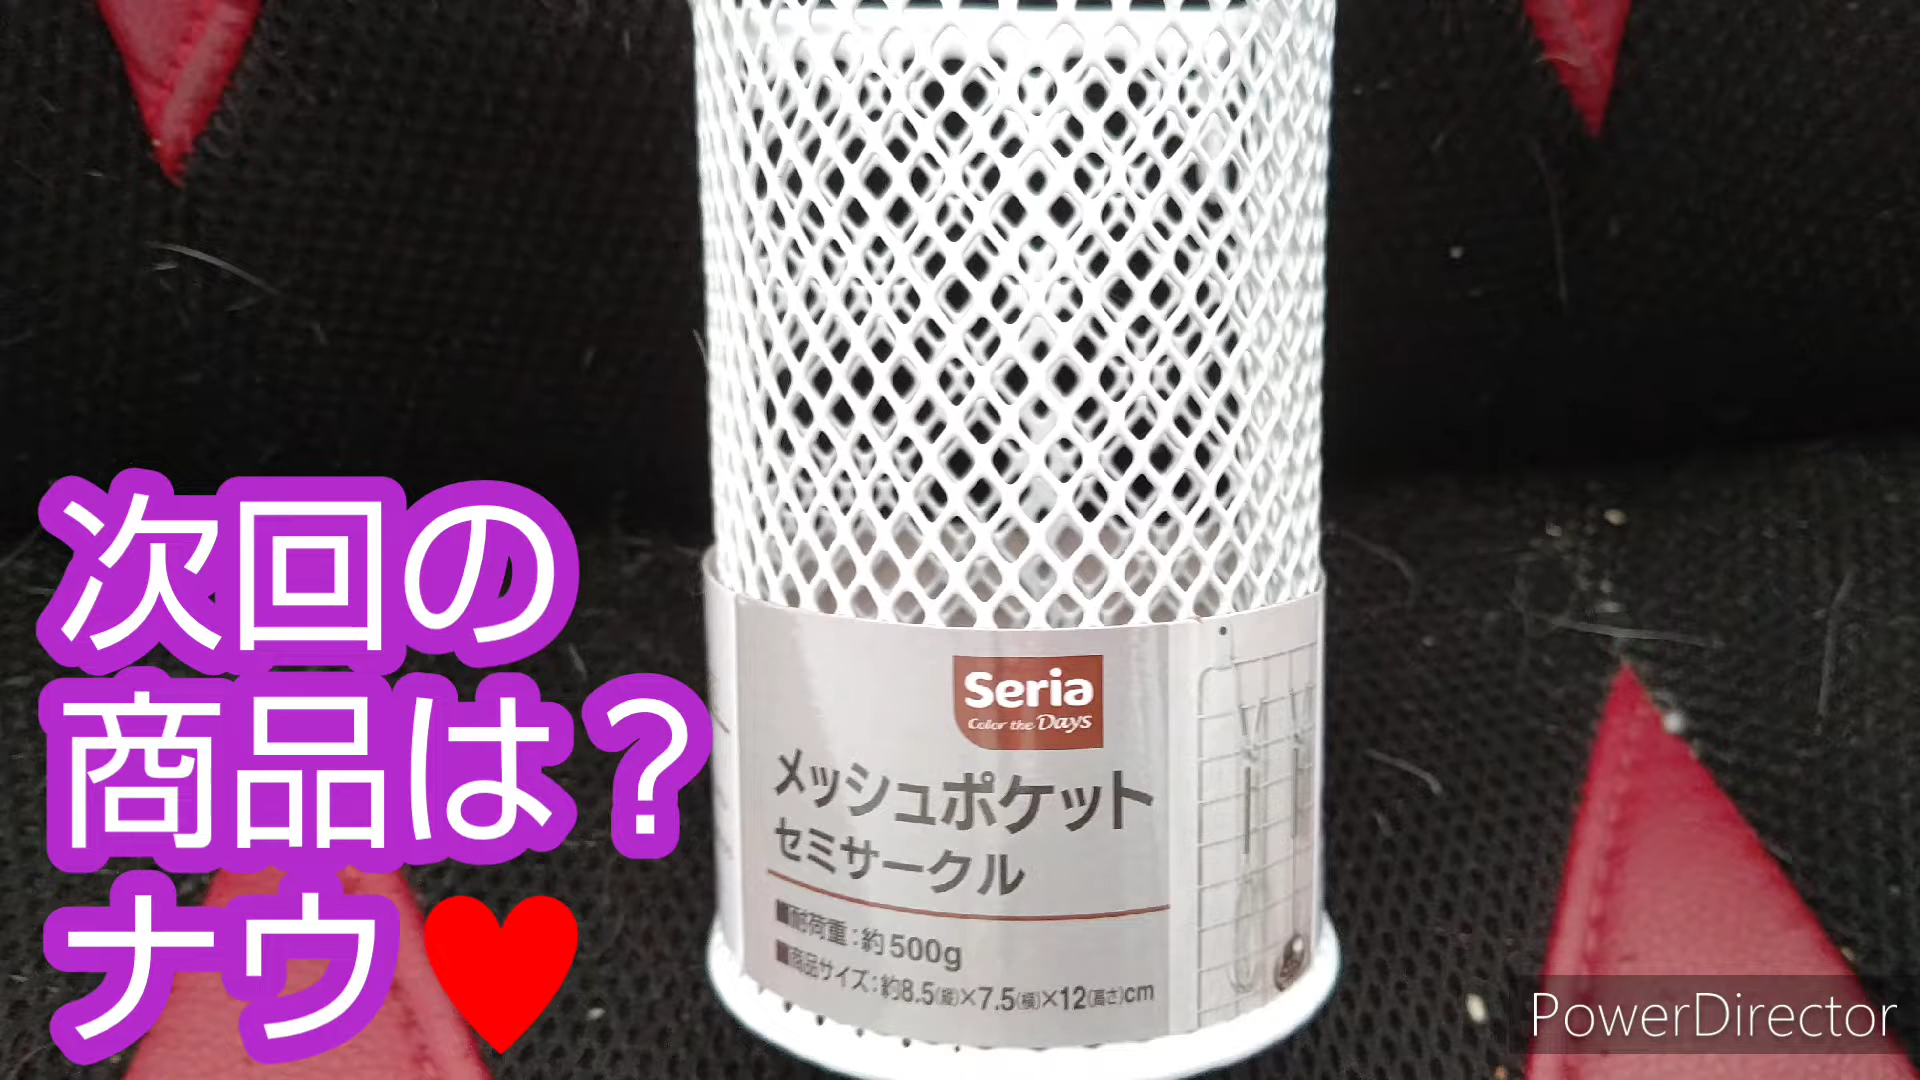 次回の
商品は?
ナウ♥
Seria
Color the Days
メッシュポケット
セミサークル
■耐荷重:約500g
■商品サイズ:約8.5(縦)×7.5(横)×12(高さ)cm
PowerDirector